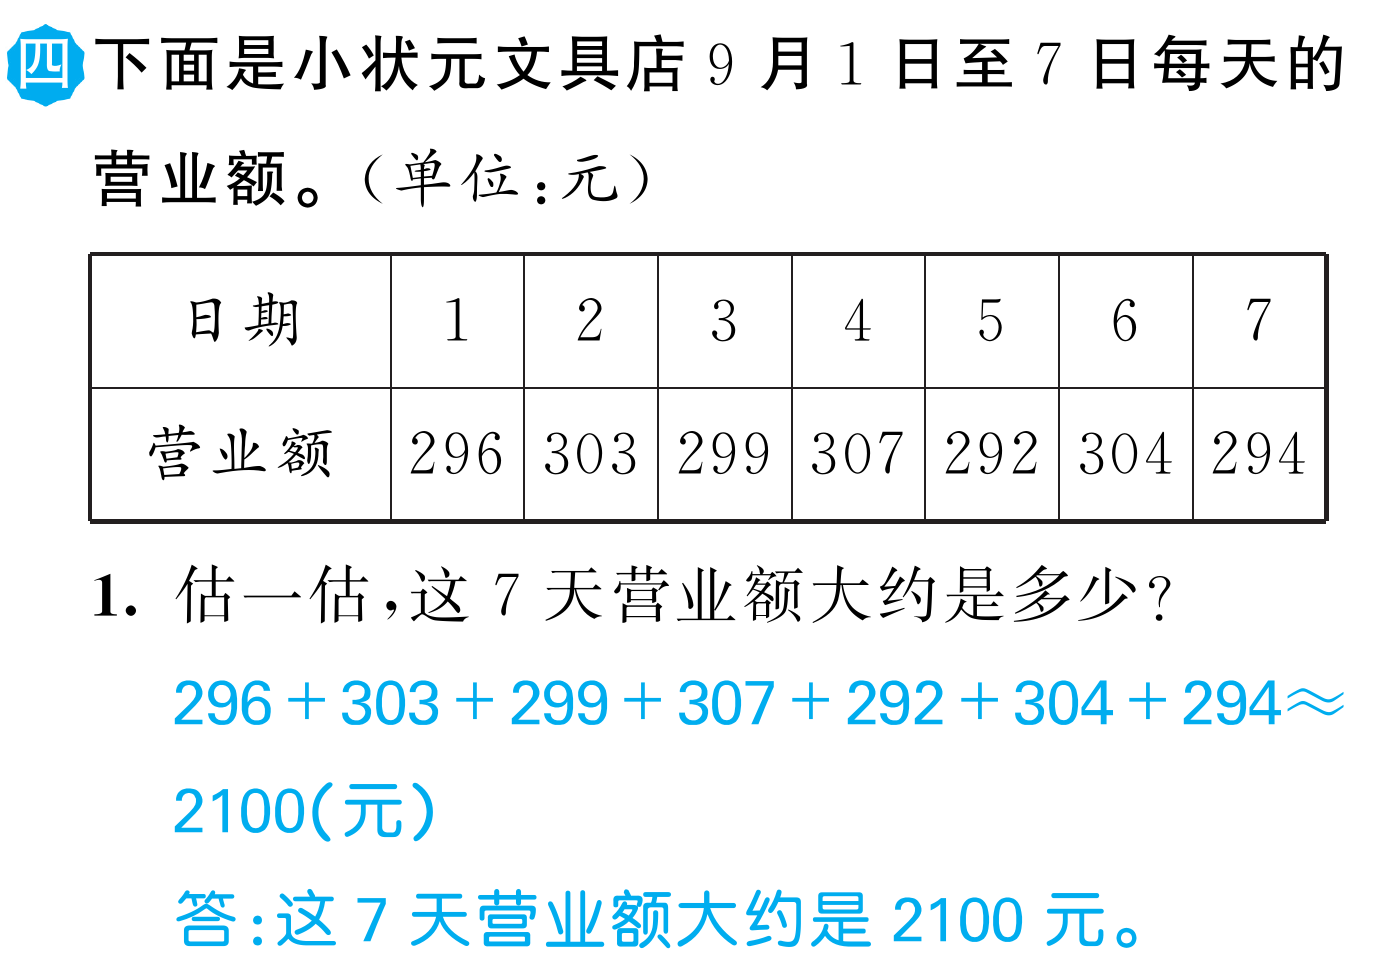 四 下面是小状元文具店 9 月 1 日至 7 日每天的
营业额。(单位:元)
日期 1 2 3 4 5 6 7
营业额 296 303 299 307 292 304 294
1. 估一估,这 7 天营业额大约是多少?
296+303+299+307+292+304+294≈
2100(元)
答:这 7 天营业额大约是 2100 元。